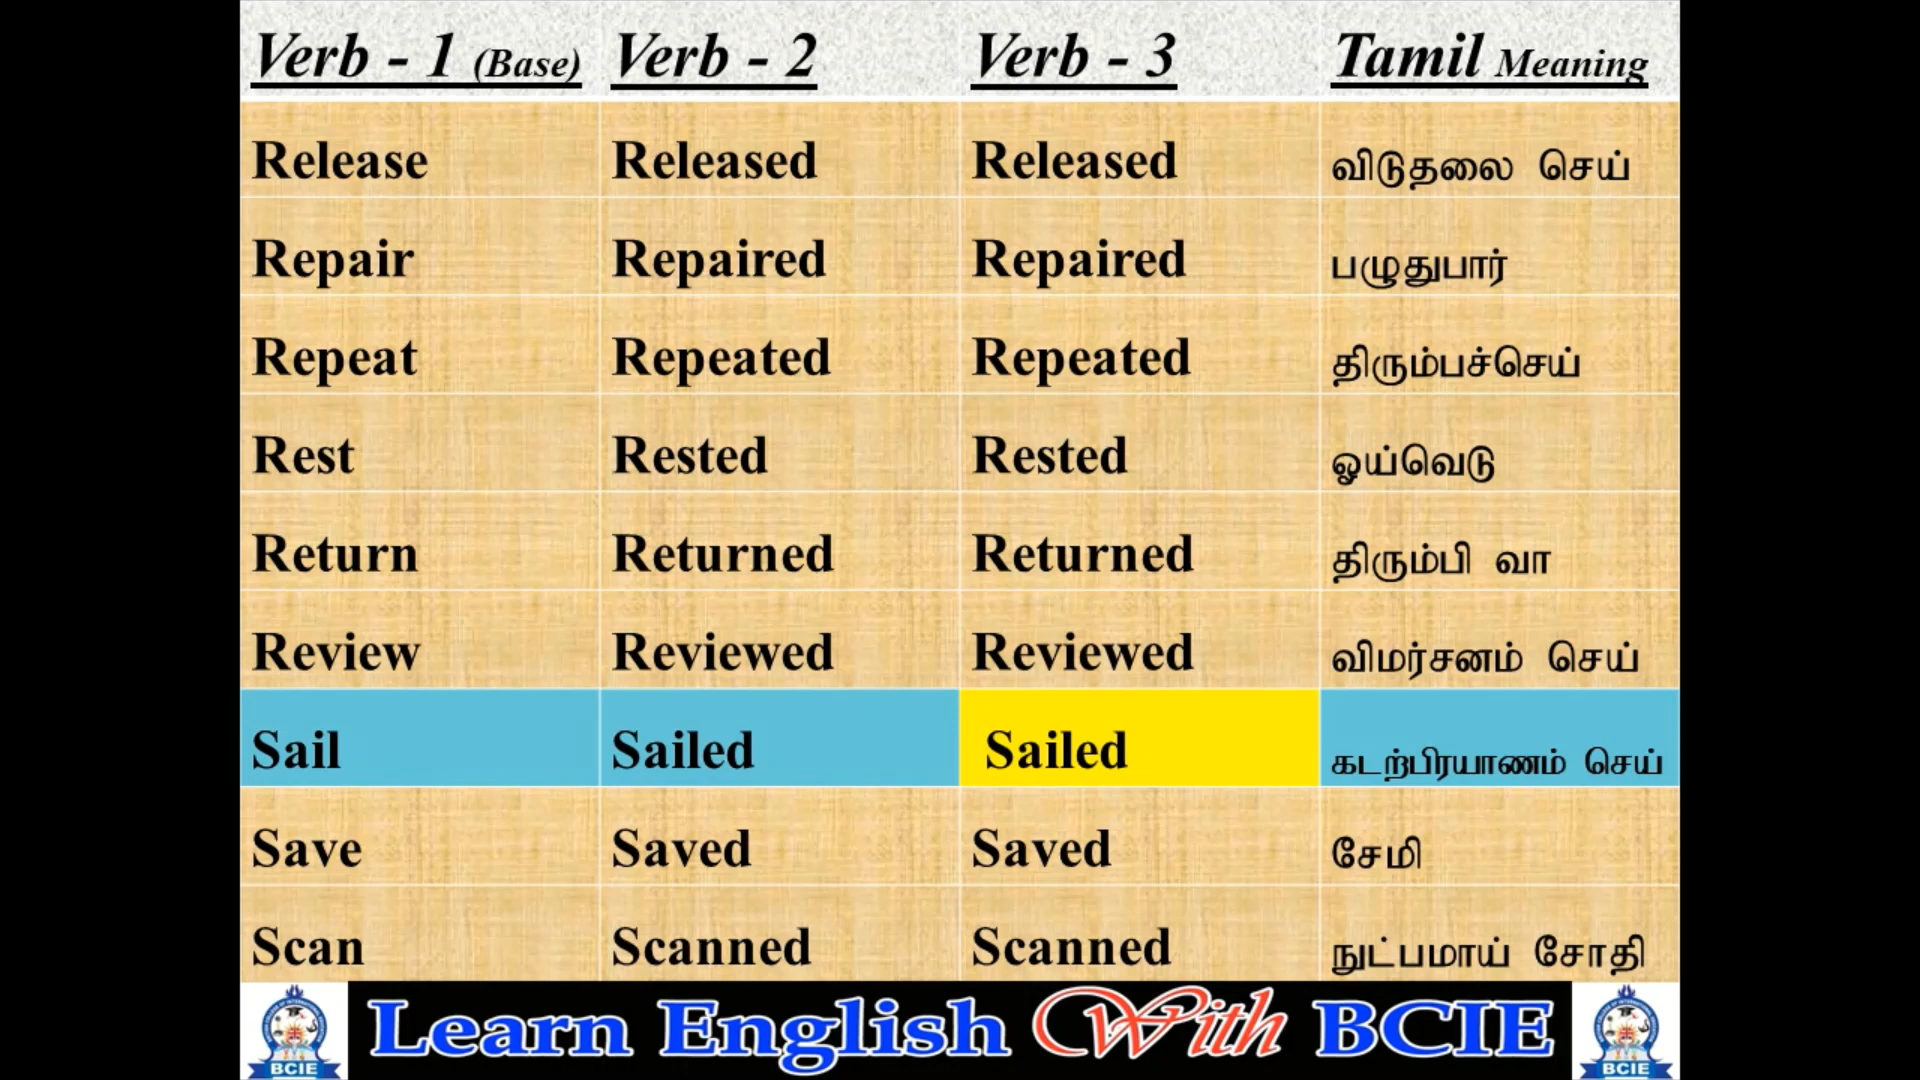 Verb - 1 (Base) Verb - 2 Verb - 3 Tamil Meaning
Release Released Released விடுதலை செய்
Repair Repaired Repaired பழுதுபார்
Repeat Repeated Repeated திரும்பச்செய்
Rest Rested Rested ஓய்வெடு
Return Returned Returned திரும்பி வா
Review Reviewed Reviewed விமர்சனம் செய்
Sail Sailed Sailed கடற்பிரயாணம் செய்
Save Saved Saved சேமி
Scan Scanned Scanned நுட்பமாய் சோதி
BCIE Learn English With BCIE BCIE